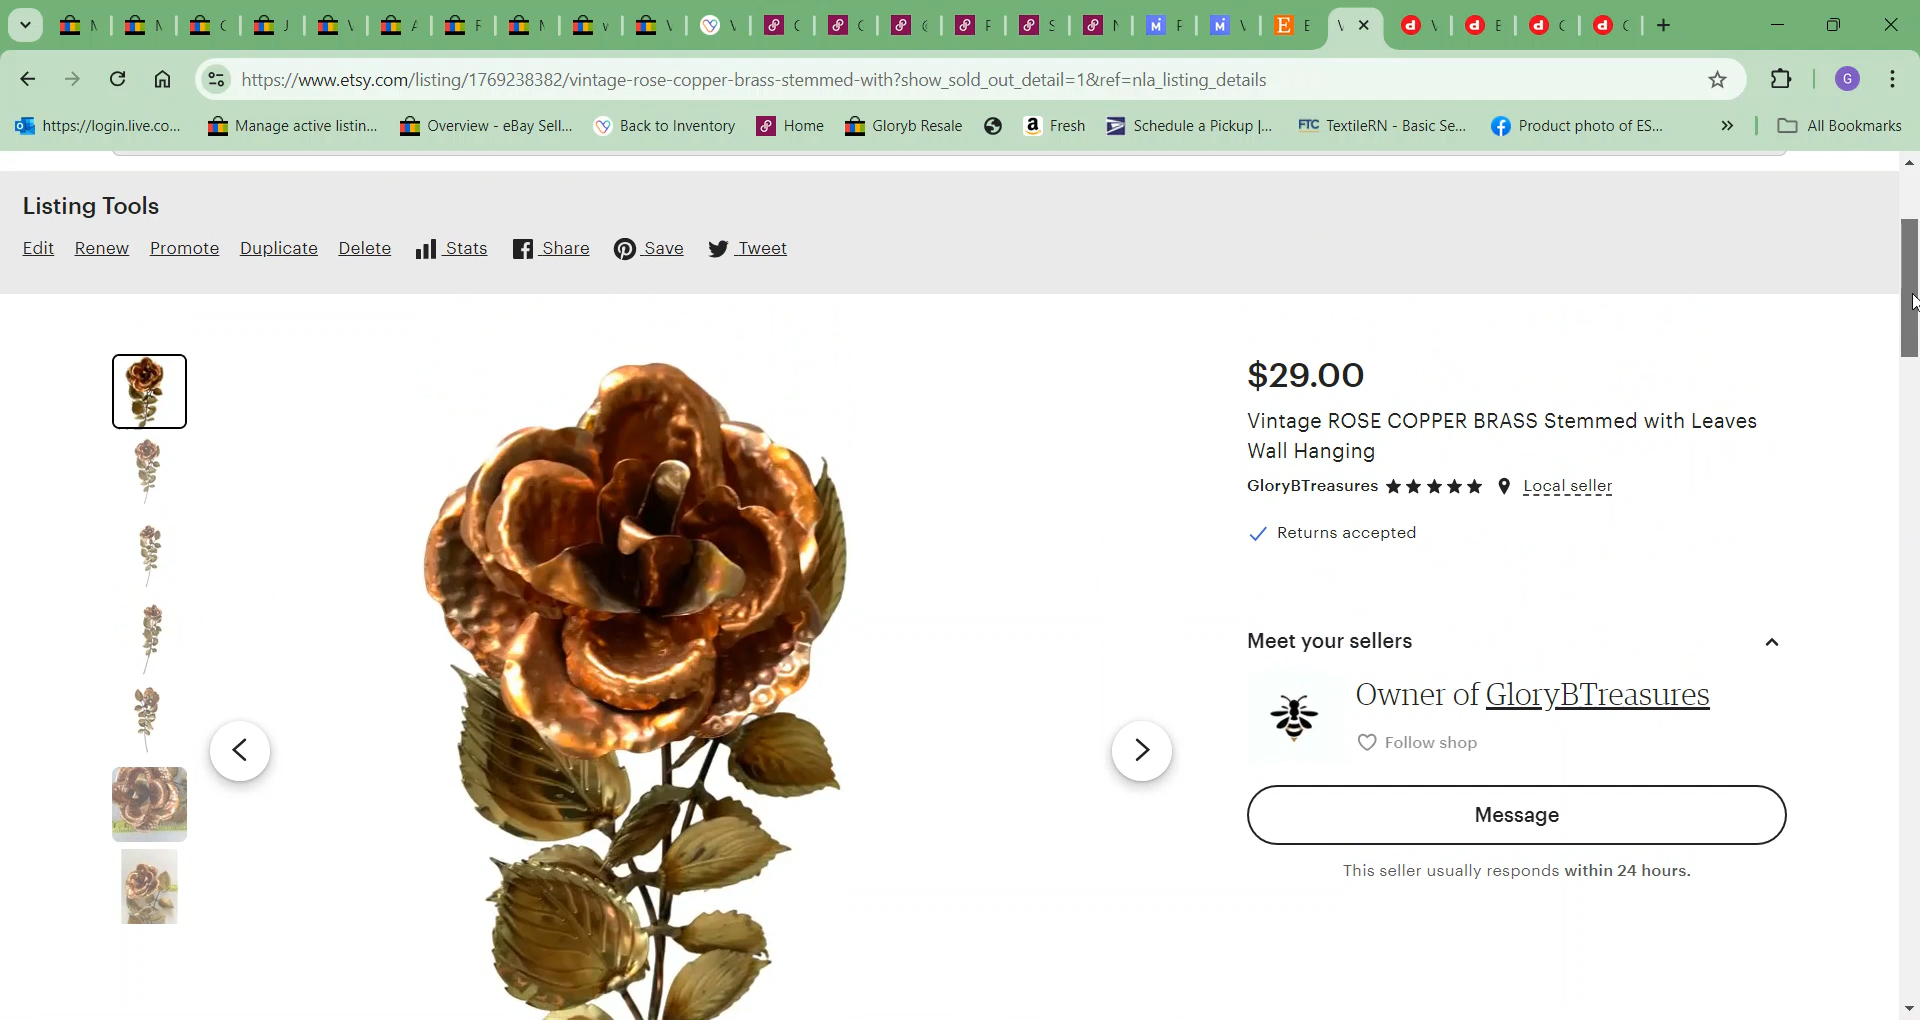 https://www.etsy.com/listing/1769238382/vintage-rose-copper-brass-stemmed-with?show_sold_out_detail=1&ref=nla_listing_details
G
https://login.live.co... Manage active listin... Overview - eBay Sell... Back to Inventory Home Gloryb Resale Fresh Schedule a Pickup |... FTC TextileRN - Basic Se... Product photo of ES... » All Bookmarks
Listing Tools
Edit Renew Promote Duplicate Delete Stats Share Save Tweet
$29.00
Vintage ROSE COPPER BRASS Stemmed with Leaves
Wall Hanging
GloryBTreasures Local seller
Returns accepted
Meet your sellers
Owner of GloryBTreasures
Follow shop
Message
This seller usually responds within 24 hours.